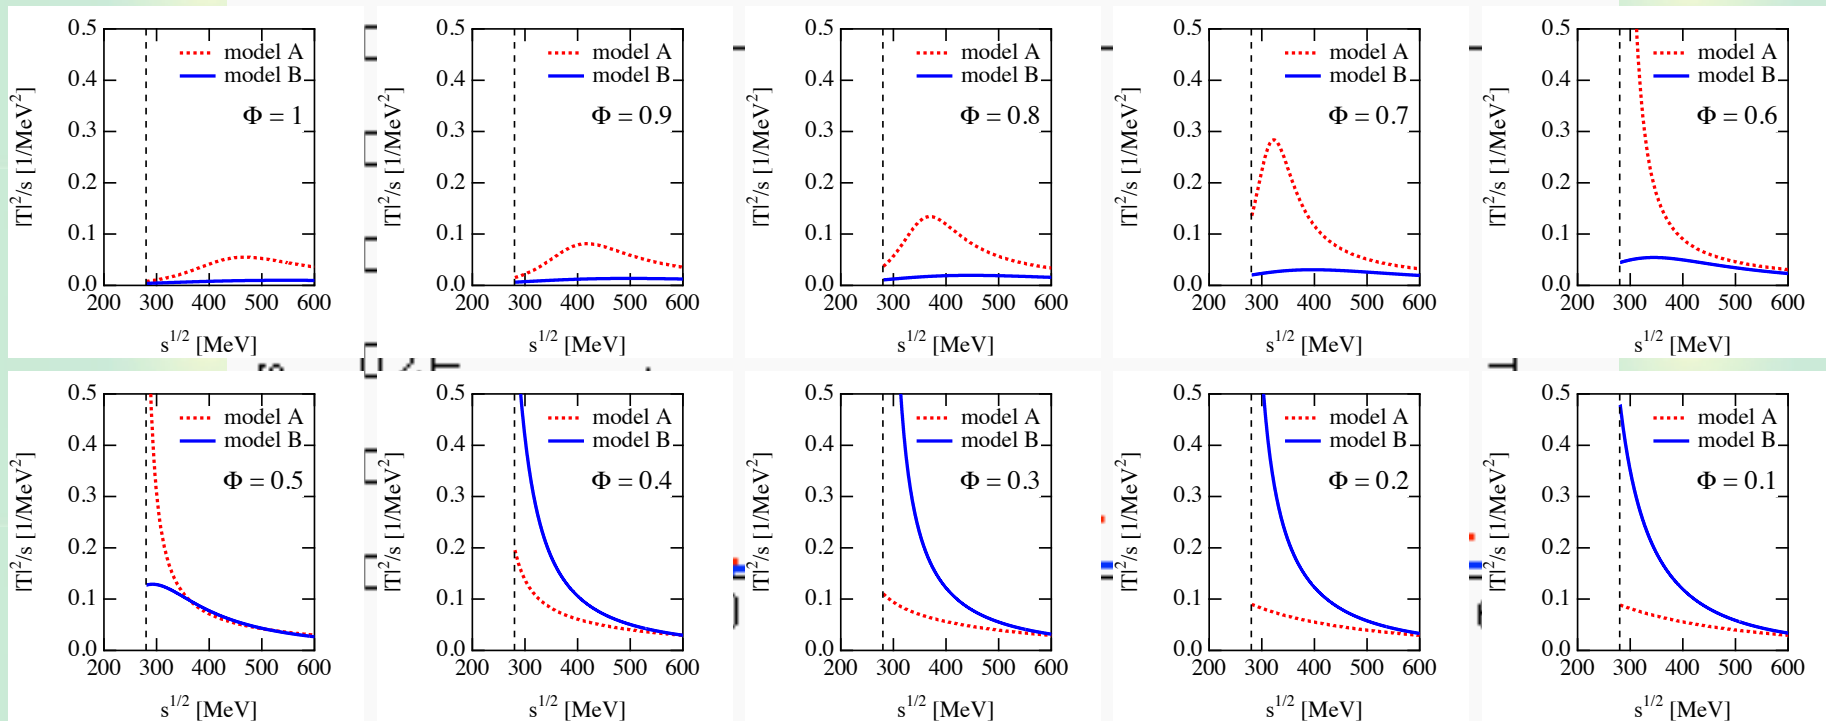 |T|²/s [1/MeV²]
0.5
0.4
0.3
0.2
0.1
0.0
model A
model B
Φ = 1
200 300 400 500 600
s^1/2 [MeV]
|T|²/s [1/MeV²]
0.5
0.4
0.3
0.2
0.1
0.0
model A
model B
Φ = 0.9
200 300 400 500 600
s^1/2 [MeV]
|T|²/s [1/MeV²]
0.5
0.4
0.3
0.2
0.1
0.0
model A
model B
Φ = 0.8
200 300 400 500 600
s^1/2 [MeV]
|T|²/s [1/MeV²]
0.5
0.4
0.3
0.2
0.1
0.0
model A
model B
Φ = 0.7
200 300 400 500 600
s^1/2 [MeV]
|T|²/s [1/MeV²]
0.5
0.4
0.3
0.2
0.1
0.0
model A
model B
Φ = 0.6
200 300 400 500 600
s^1/2 [MeV]
|T|²/s [1/MeV²]
0.5
0.4
0.3
0.2
0.1
0.0
model A
model B
Φ = 0.5
200 300 400 500 600
s^1/2 [MeV]
|T|²/s [1/MeV²]
0.5
0.4
0.3
0.2
0.1
0.0
model A
model B
Φ = 0.4
200 300 400 500 600
s^1/2 [MeV]
|T|²/s [1/MeV²]
0.5
0.4
0.3
0.2
0.1
0.0
model A
model B
Φ = 0.3
200 300 400 500 600
s^1/2 [MeV]
|T|²/s [1/MeV²]
0.5
0.4
0.3
0.2
0.1
0.0
model A
model B
Φ = 0.2
200 300 400 500 600
s^1/2 [MeV]
|T|²/s [1/MeV²]
0.5
0.4
0.3
0.2
0.1
0.0
model A
model B
Φ = 0.1
200 300 400 500 600
s^1/2 [MeV]